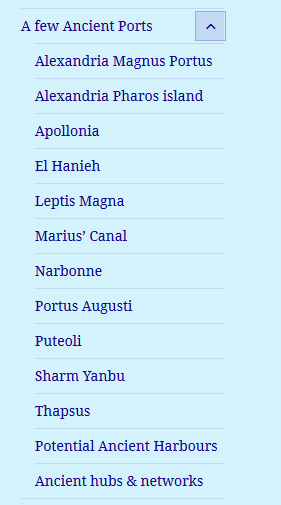 A few Ancient Ports
Alexandria Magnus Portus
Alexandria Pharos island
Apollonia
El Hanieh
Leptis Magna
Marius’ Canal
Narbonne
Portus Augusti
Puteoli
Sharm Yanbu
Thapsus
Potential Ancient Harbours
Ancient hubs & networks